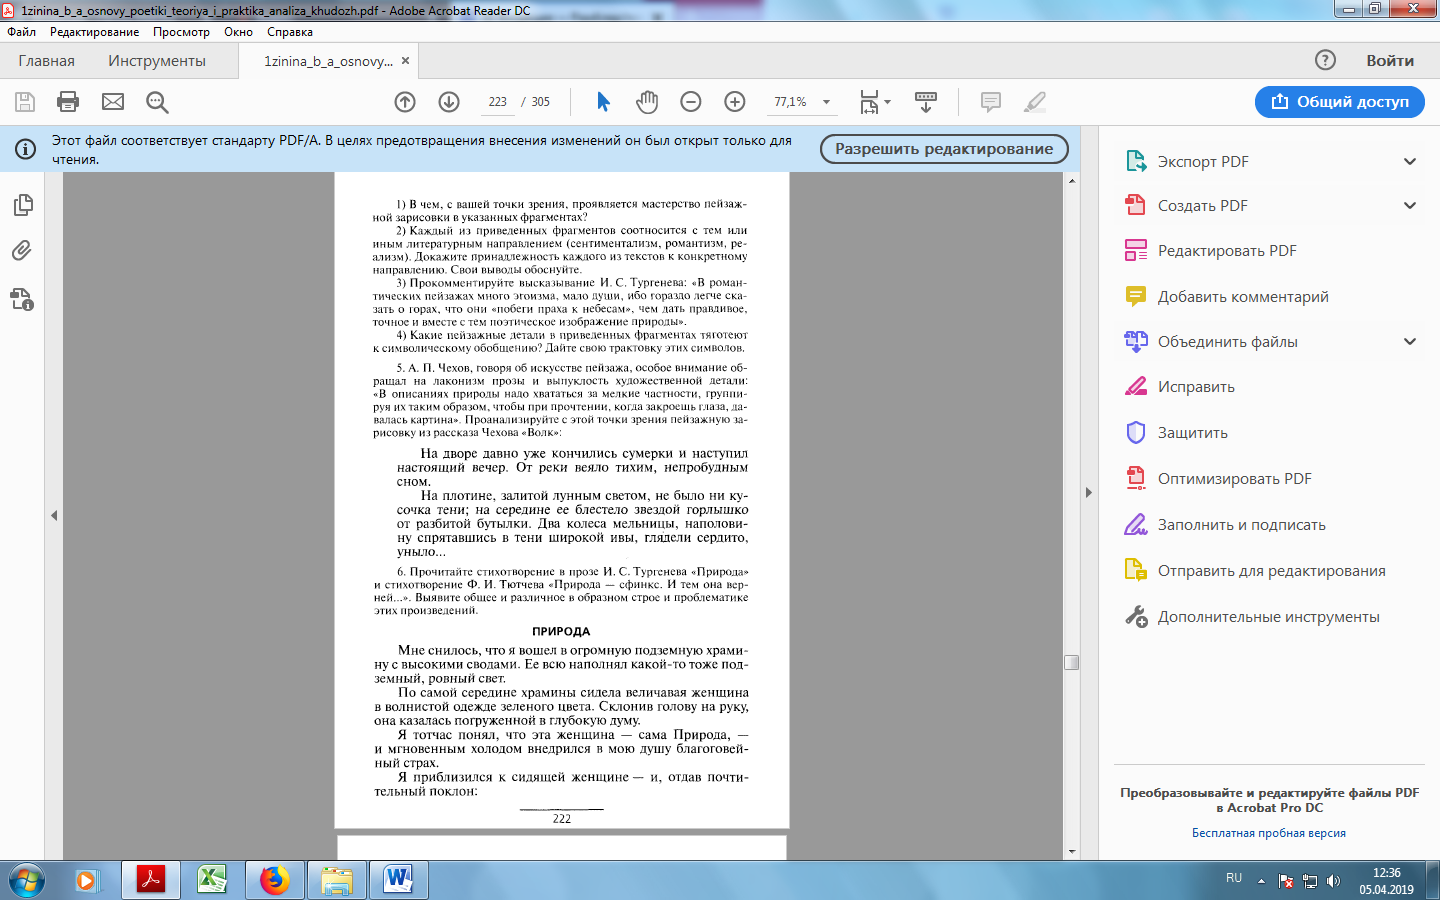 1zinina_b_a_osnovy_poetiki_teoriya_i_praktika_analiza_khudozh.pdf - Adobe Acrobat Reader DC
Файл Редактирование Просмотр Окно Справка
Главная Инструменты 1zinina_b_a_osnovy... × Войти
223 / 305 77,1% Общий доступ
Этот файл соответствует стандарту PDF/A. В целях предотвращения внесения изменений он был открыт только для
чтения.
Разрешить редактирование
1) В чем, с вашей точки зрения, проявляется мастерство пейзаж-
ной зарисовки в указанных фрагментах?
2) Каждый из приведенных фрагментов соотносится с тем или
иным литературным направлением (сентиментализм, романтизм, ре-
ализм). Докажите принадлежность каждого из текстов к конкретному
направлению. Свои выводы обоснуйте.
3) Прокомментируйте высказывание И. С. Тургенева: «В роман-
тических пейзажах много эгоизма, мало души, ибо гораздо легче ска-
зать о горах, что они «побеги праха к небесам», чем дать правдивое,
точное и вместе с тем поэтическое изображение природы».
4) Какие пейзажные детали в приведенных фрагментах тяготеют
к символическому обобщению? Дайте свою трактовку этих символов.
5. А. П. Чехов, говоря об искусстве пейзажа, особое внимание об-
ращал на лаконизм прозы и выпуклость художественной детали:
«В описаниях природы надо хвататься за мелкие частности, группи-
руя их таким образом, чтобы при прочтении, когда закроешь глаза, да-
валась картина». Проанализируйте с этой точки зрения пейзажную за-
рисовку из рассказа Чехова «Волк»:
На дворе давно уже кончились сумерки и наступил
настоящий вечер. От реки веяло тихим, непробудным
сном.
На плотине, залитой лунным светом, не было ни ку-
сочка тени; на середине ее блестело звездой горлышко
от разбитой бутылки. Два колеса мельницы, наполови-
ну спрятавшись в тени широкой ивы, глядели сердито,
уныло...
6. Прочитайте стихотворение в прозе И. С. Тургенева «Природа»
и стихотворение Ф. И. Тютчева «Природа — сфинкс. И тем она вер-
ней...». Выявите общее и различное в образном строе и проблематике
этих произведений.
ПРИРОДА
Мне снилось, что я вошел в огромную подземную храми-
ну с высокими сводами. Ее всю наполнял какой-то тоже под-
земный, ровный свет.
По самой середине храмины сидела величавая женщина
в волнистой одежде зеленого цвета. Склонив голову на руку,
она казалась погруженной в глубокую думу.
Я тотчас понял, что эта женщина — сама Природа, —
и мгновенным холодом внедрился в мою душу благоговей-
ный страх.
Я приблизился к сидящей женщине — и, отдав почти-
тельный поклон:
222
Экспорт PDF
Создать PDF
Редактировать PDF
Добавить комментарий
Объединить файлы
Исправить
Защитить
Оптимизировать PDF
Заполнить и подписать
Отправить для редактирования
Дополнительные инструменты
Преобразовывайте и редактируйте файлы PDF
в Acrobat Pro DC
Бесплатная пробная версия
RU
12:36
05.04.2019